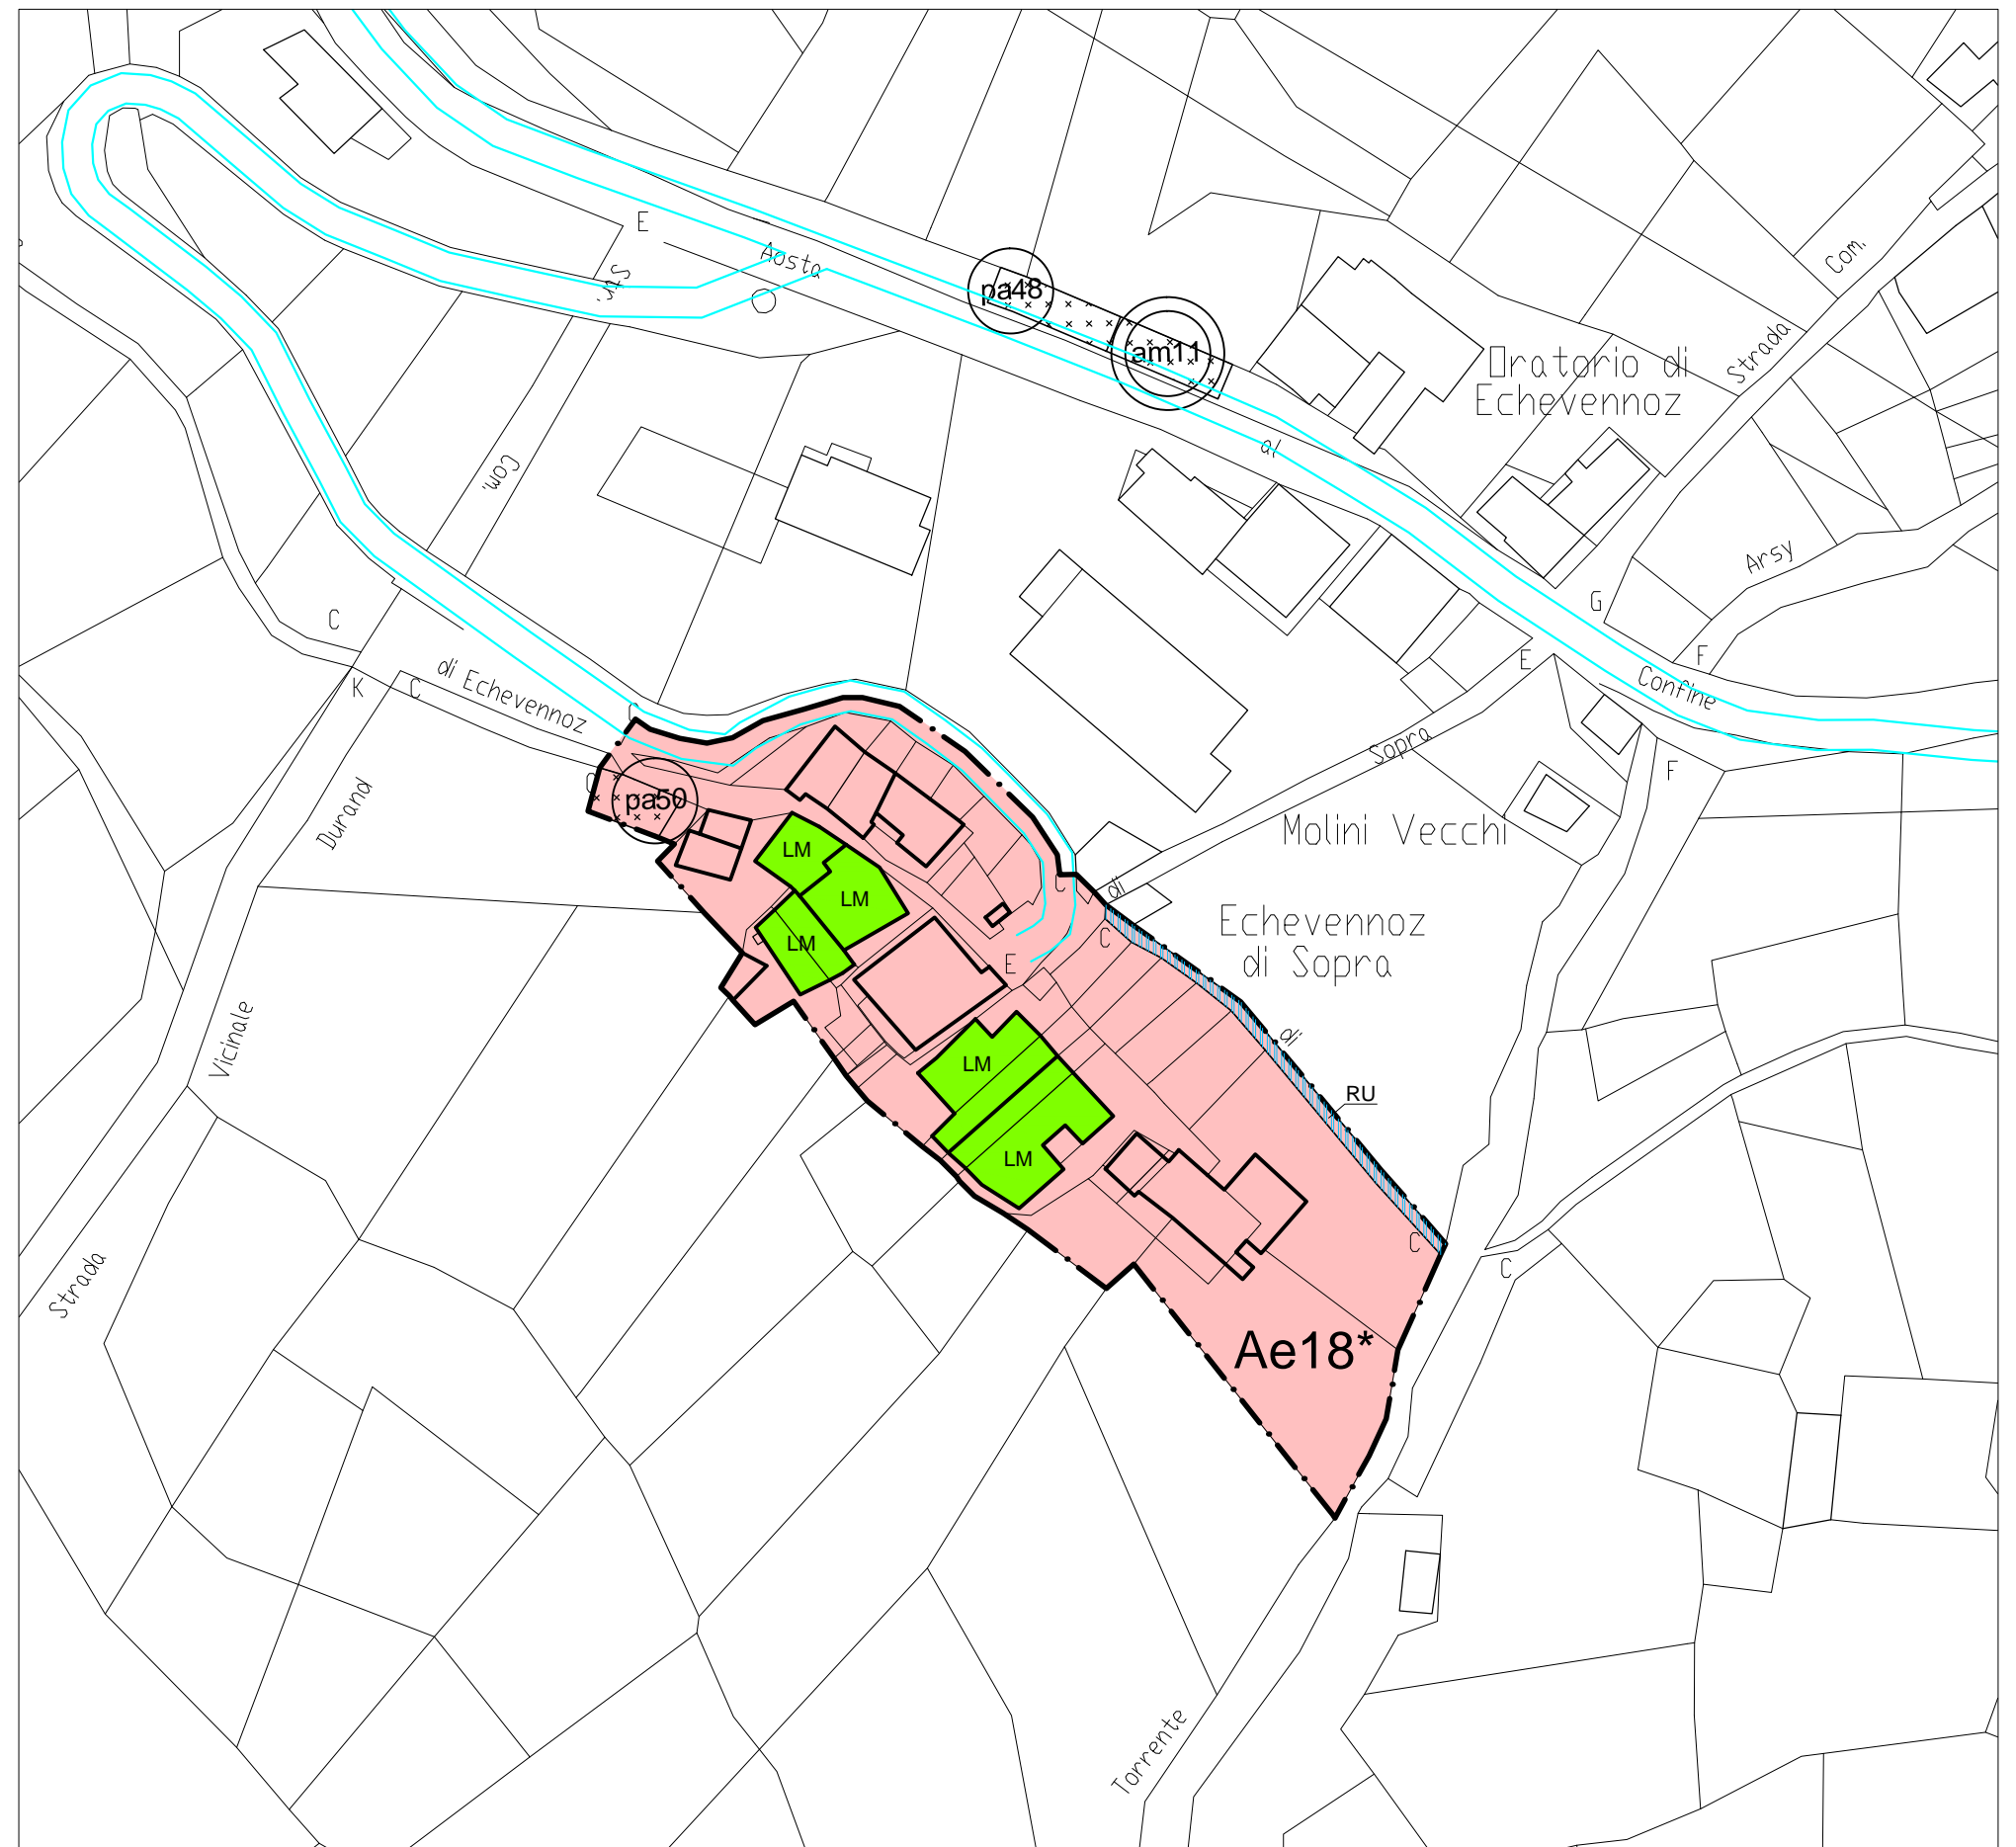 E
Aosta
Str.
Com.
pa48
am11
al
Oratorio di
Echevennoz
Strada
Com.
Arsy
G
F
E
Confine
F
C
K
C
di Echevennoz
C
C
pa50
Durand
Vicinale
Strada
Sopra
di
Molini Vecchi
Echevennoz
di Sopra
di
LM
LM
LM
C
C
E
LM
LM
RU
C
C
Ae18*
Torrente